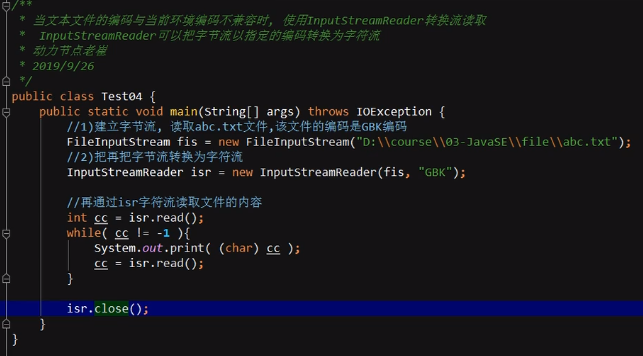 /**
 * 当文本文件的编码与当前环境编码不兼容时, 使用InputStreamReader转换流读取
 *  InputStreamReader可以把字节流以指定的编码转换为字符流
 * 动力节点老崔
 * 2019/9/26
 */
public class Test04 {
    public static void main(String[] args) throws IOException {
        //1)建立字节流, 读取abc.txt文件,该文件的编码是GBK编码
        FileInputStream fis = new FileInputStream("D:\\course\\03-JavaSE\\file\\abc.txt");
        //2)把再把字节流转换为字符流
        InputStreamReader isr = new InputStreamReader(fis, "GBK");
        //再通过isr字符流读取文件的内容
        int cc = isr.read();
        while( cc != -1 ){
            System.out.print( (char) cc );
            cc = isr.read();
        }
        isr.close();
    }
}